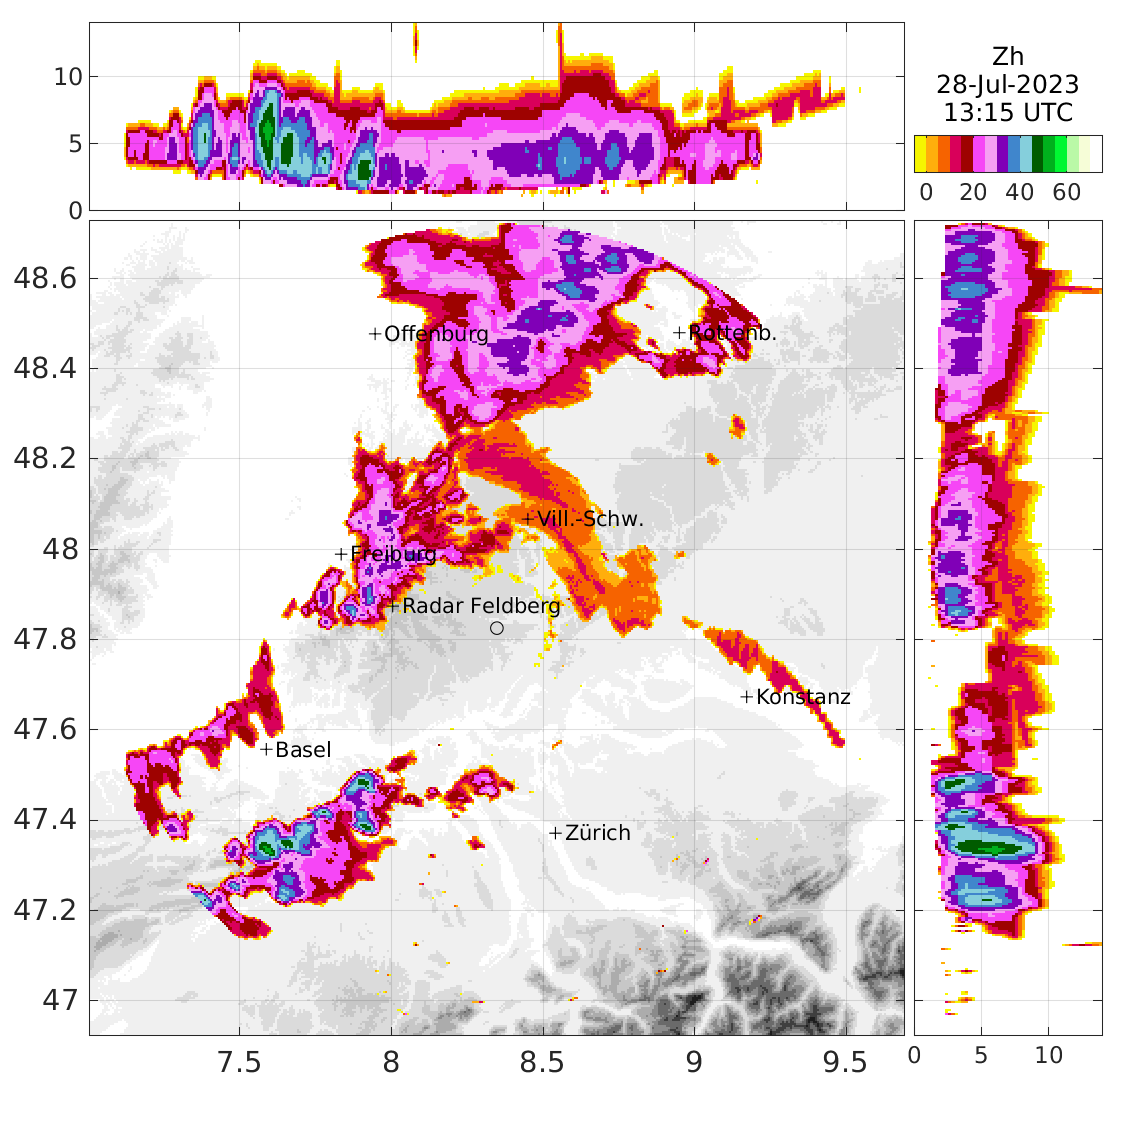 10
5
0
Zh
28-Jul-2023
13:15 UTC
0 20 40 60
48.6
48.4
48.2
48
47.8
47.6
47.4
47.2
47
+Offenburg
+Rottenb.
+Vill.-Schw.
+Freiburg
+Radar Feldberg
+Konstanz
+Basel
+Zürich
7.5 8 8.5 9 9.5
0 5 10